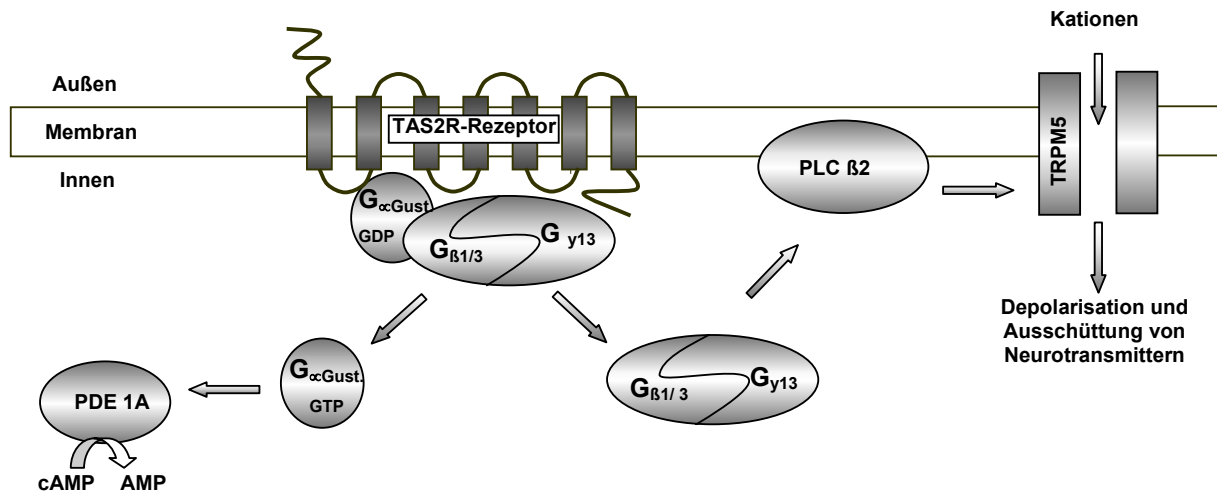 Kationen
Außen
Membran
Innen
TAS2R-Rezeptor
TRPM5
PLC ß2
G∝Gust.
GDP
Gß1/3
G y13
Depolarisation und
Ausschüttung von
Neurotransmittern
G∝Gust.
GTP
Gß1/ 3
Gy13
PDE 1A
cAMP AMP